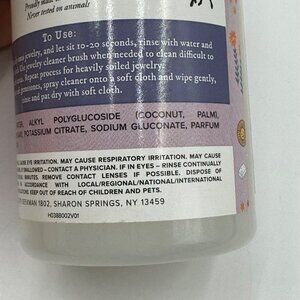 Proudly made
Never tested on animals
To Use:
jewelry, and let sit 10-20 seconds, rinse with water and
jewelry cleaner brush when needed to clean difficult to
Repeat process for heavily soiled jewelry.
spray cleaner onto a soft cloth and wipe gently,
and pat dry with soft cloth.
ALKYL POLYGLUCOSIDE (COCONUT, PALM),
POTASSIUM CITRATE, SODIUM GLUCONATE, PARFUM
EYE IRRITATION. MAY CAUSE RESPIRATORY IRRITATION. MAY BE
SWALLOWED - CONTACT A PHYSICIAN. IF IN EYES - RINSE CONTINUALLY
MINUTES. REMOVE CONTACT LENSES IF POSSIBLE. DISPOSE OF
IN ACCORDANCE WITH LOCAL/REGIONAL/NATIONAL/INTERNATIONAL
KEEP OUT OF REACH OF CHILDREN AND PETS.
BEEKMAN 1802, SHARON SPRINGS, NY 13459
H03BB002V01